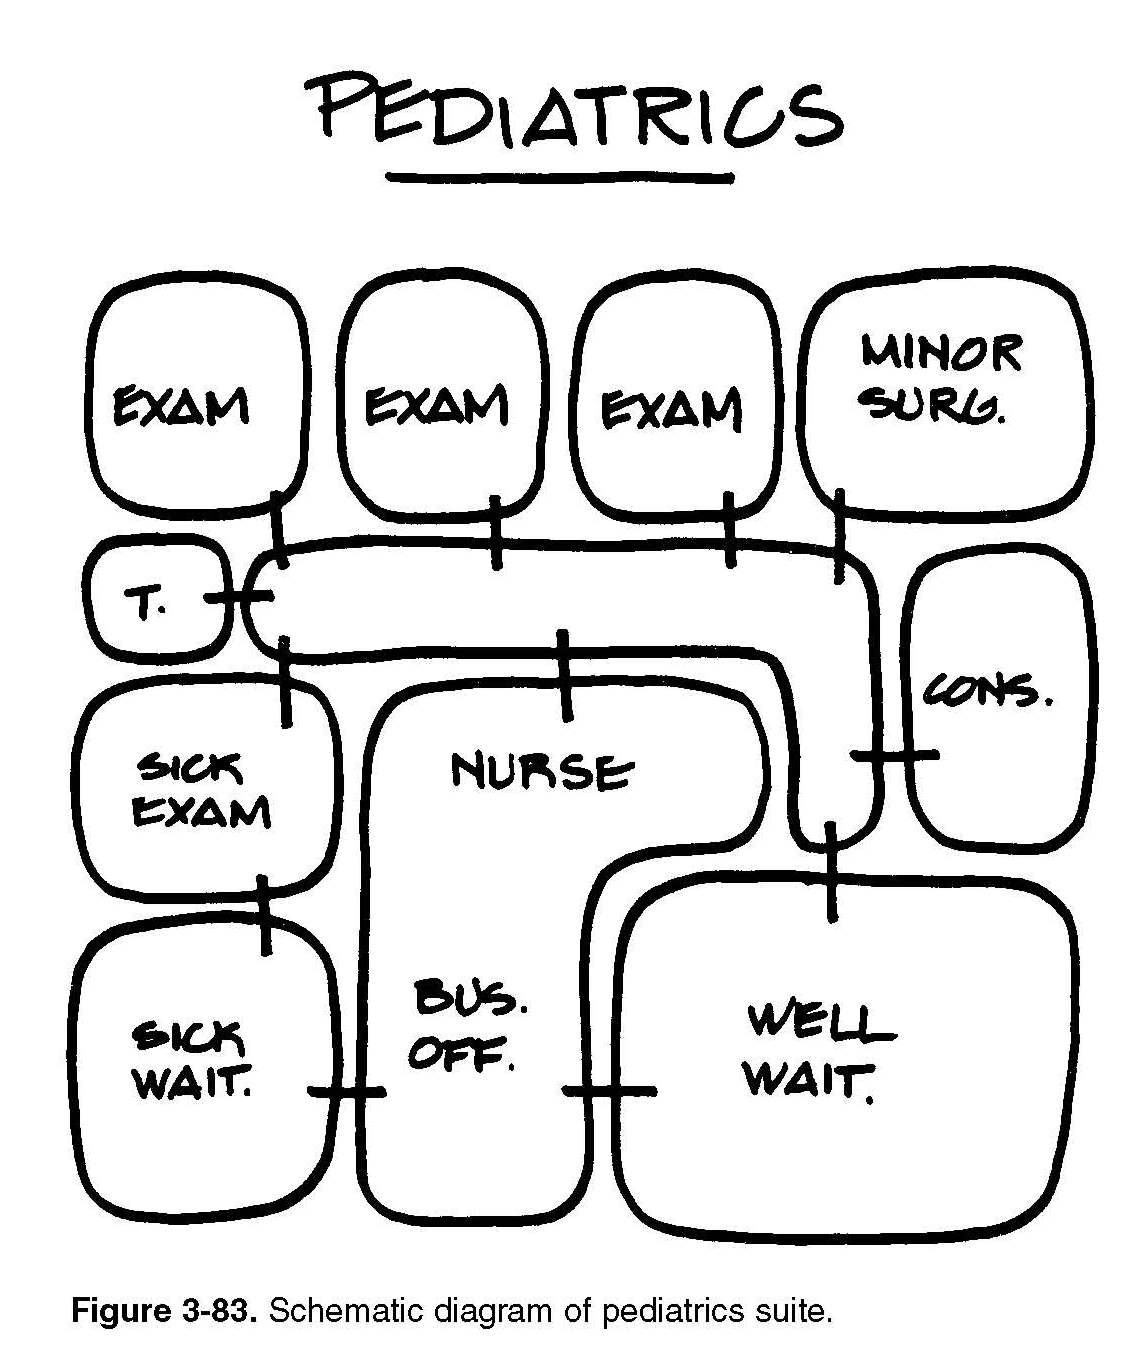 PEDIATRICS
EXAM
EXAM
EXAM
MINOR
SURG.
T.
CONS.
SICK
EXAM
NURSE
SICK
WAIT.
BUS.
OFF.
WELL
WAIT.
Figure 3-83. Schematic diagram of pediatrics suite.